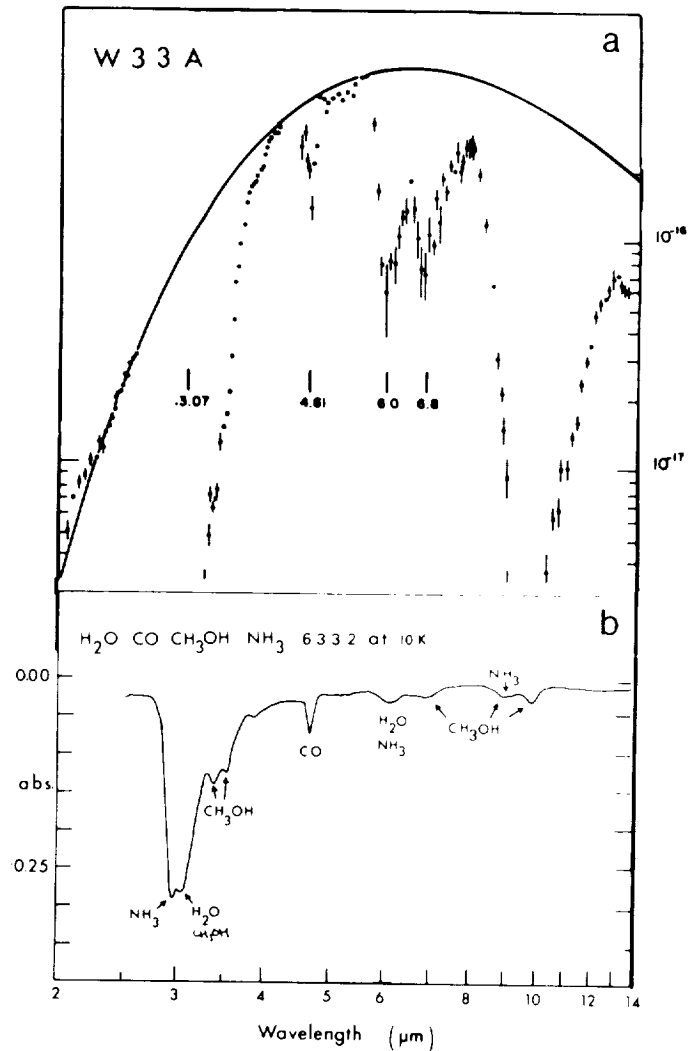 W 3 3 A
a
10⁻¹⁶
3.07
4.61
6.0
6.8
10⁻¹⁷
b
H₂O CO CH₃OH NH₃ 6 3 3 2 at 10K
0.00
NH₃
CH₃OH
H₂O
NH₃
CO
abs.
CH₃OH
0.25
NH₃
H₂O
CH₃OH
2 3 4 6 8 10 12 14
Wavelength (μm)